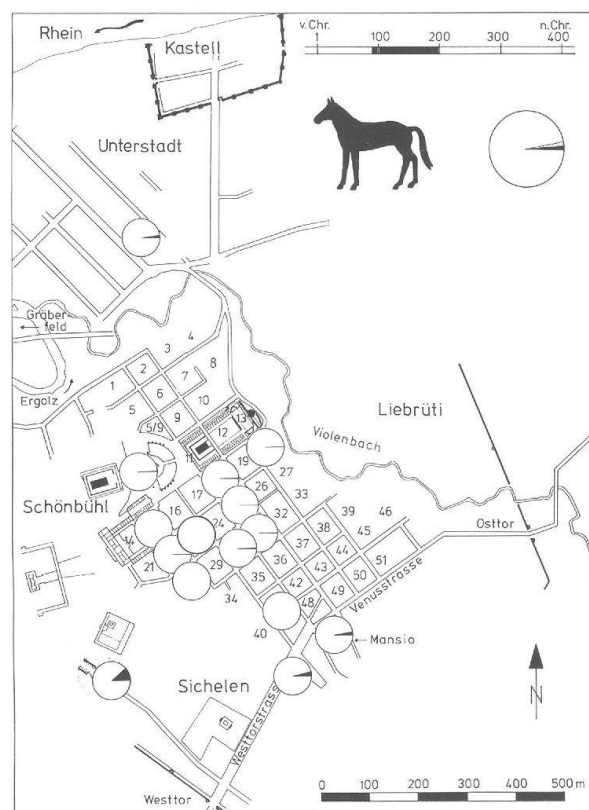 Rhein
Kastell
v. Chr. n. Chr.
1 100 200 300 400
Unterstadt
Gräber-
feld
Ergolz
3 4
2
1 6 7 8
5 10
5/9 9
13
12
11
19
Liebrüti
Violenbach
Schönbühl
27
26
16 17
33
39 46
38
32 45
24
14
37 44
Osttor
21 29 36 43 51
50
35 42 49
34
48
Venusstrasse
40
Mansio
Sichelen
Weststorstrasse
N
Westtor
0 100 200 300 400 500 m